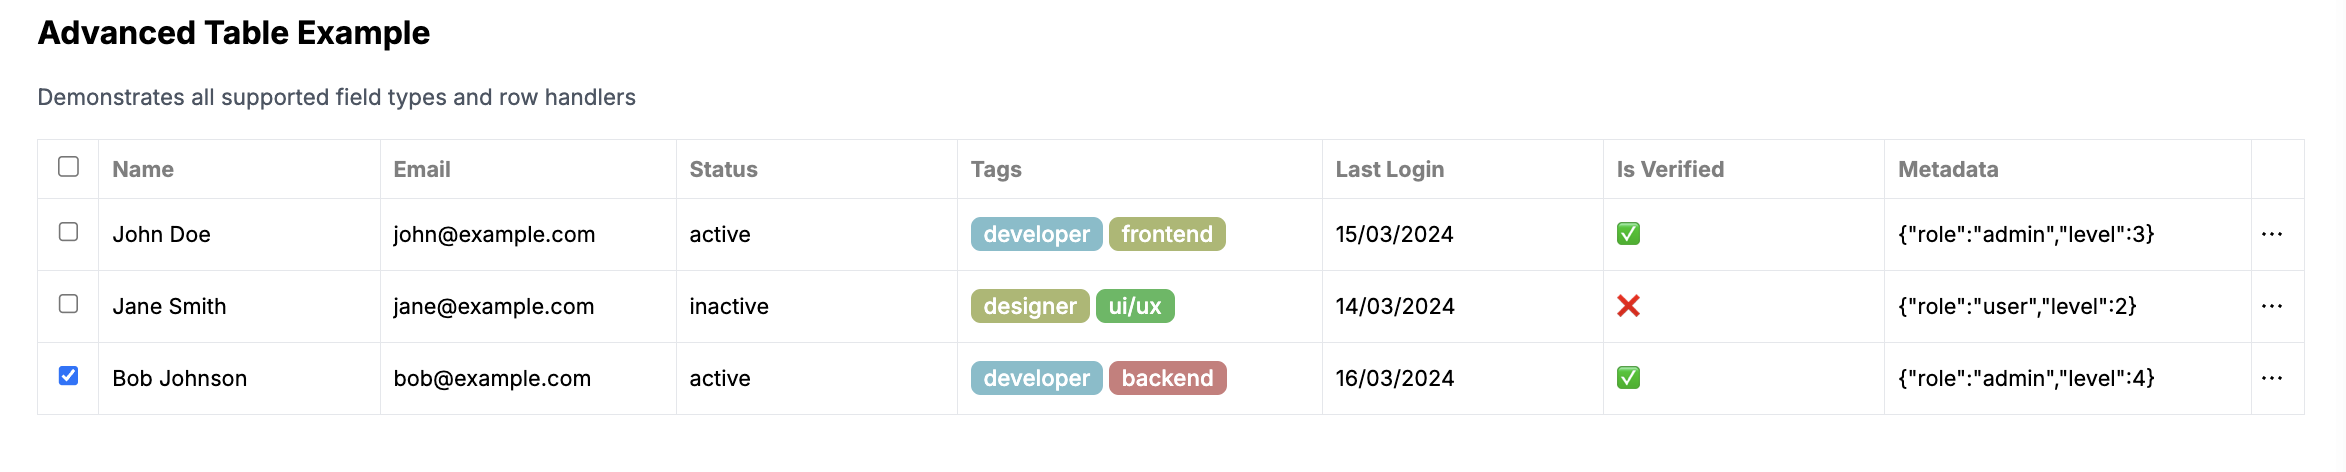 Advanced Table Example
Demonstrates all supported field types and row handlers
Name Email Status Tags Last Login Is Verified Metadata
John Doe john@example.com active developer frontend 15/03/2024 ✅ {"role":"admin","level":3} ···
Jane Smith jane@example.com inactive designer ui/ux 14/03/2024 ❌ {"role":"user","level":2} ···
Bob Johnson bob@example.com active developer backend 16/03/2024 ✅ {"role":"admin","level":4} ···